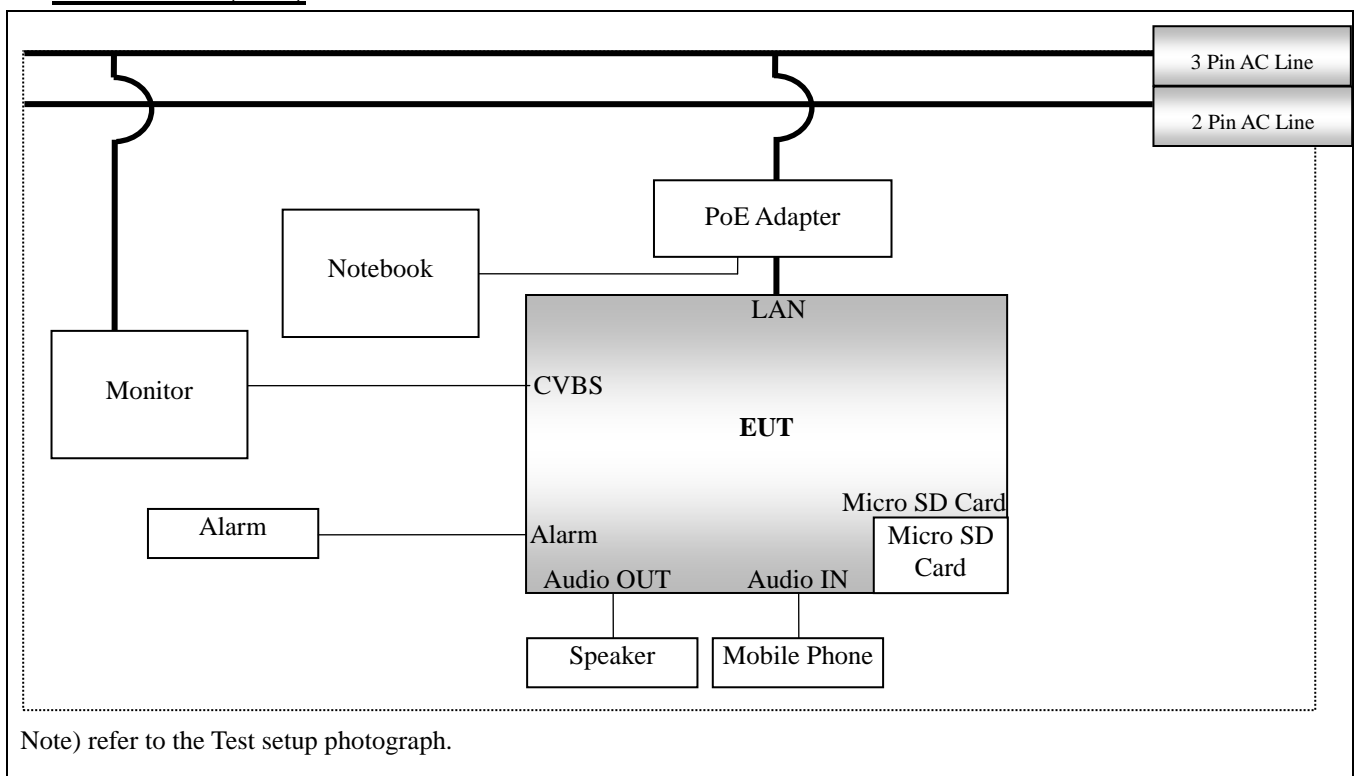 3 Pin AC Line
2 Pin AC Line
PoE Adapter
Notebook
LAN
Monitor
CVBS
EUT
Micro SD Card
Micro SD
Card
Alarm
Alarm
Audio OUT
Audio IN
Speaker
Mobile Phone
Note) refer to the Test setup photograph.